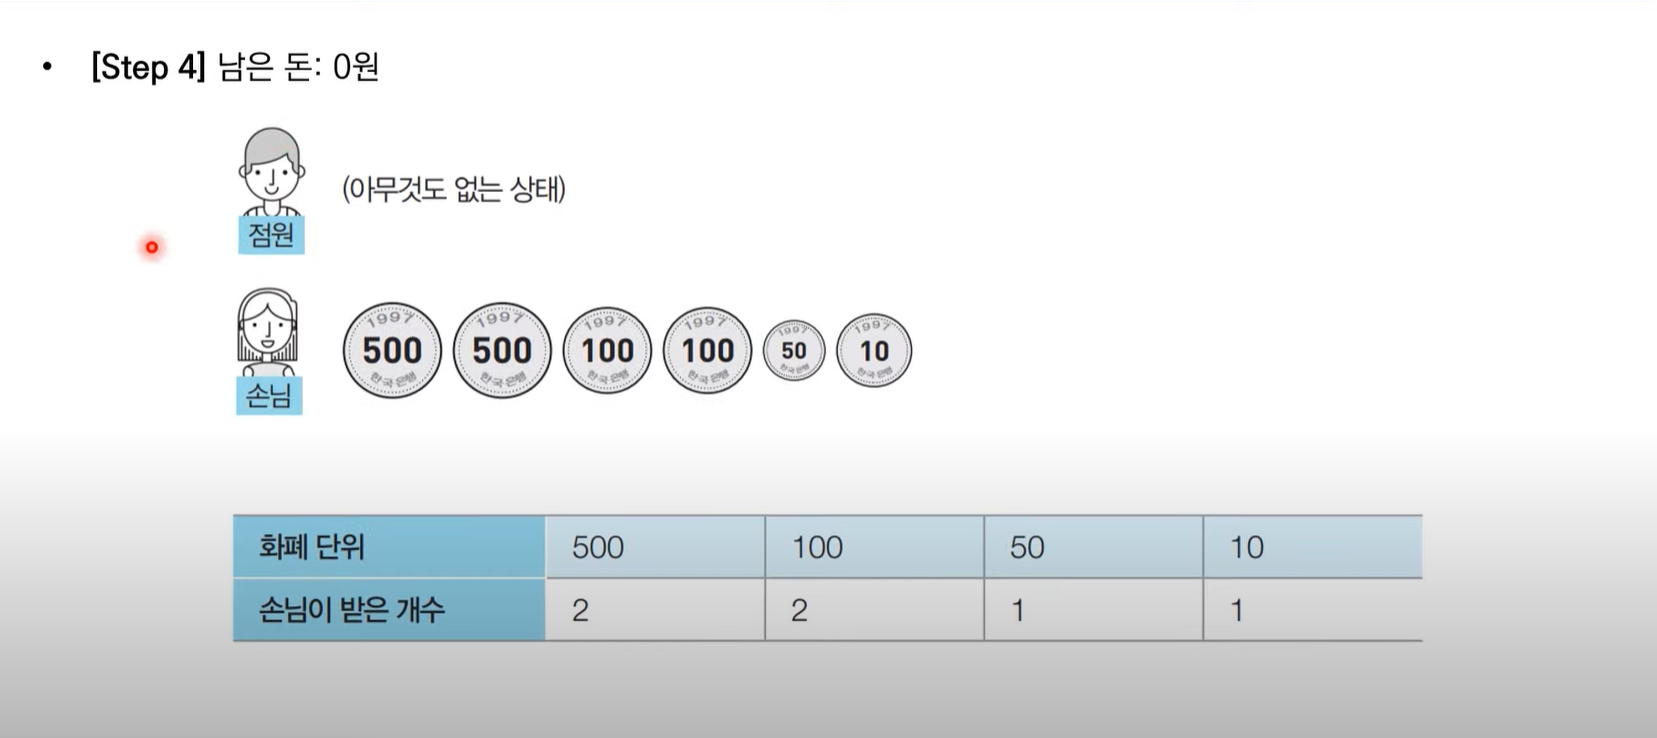 • [Step 4] 남은 돈: 0원
(아무것도 없는 상태)
점원
1997 500 한국은행
1997 500 한국은행
1997 100 한국은행
1997 100 한국은행
1997 50 한국은행
1997 10 한국은행
손님
화폐 단위 500 100 50 10
손님이 받은 개수 2 2 1 1